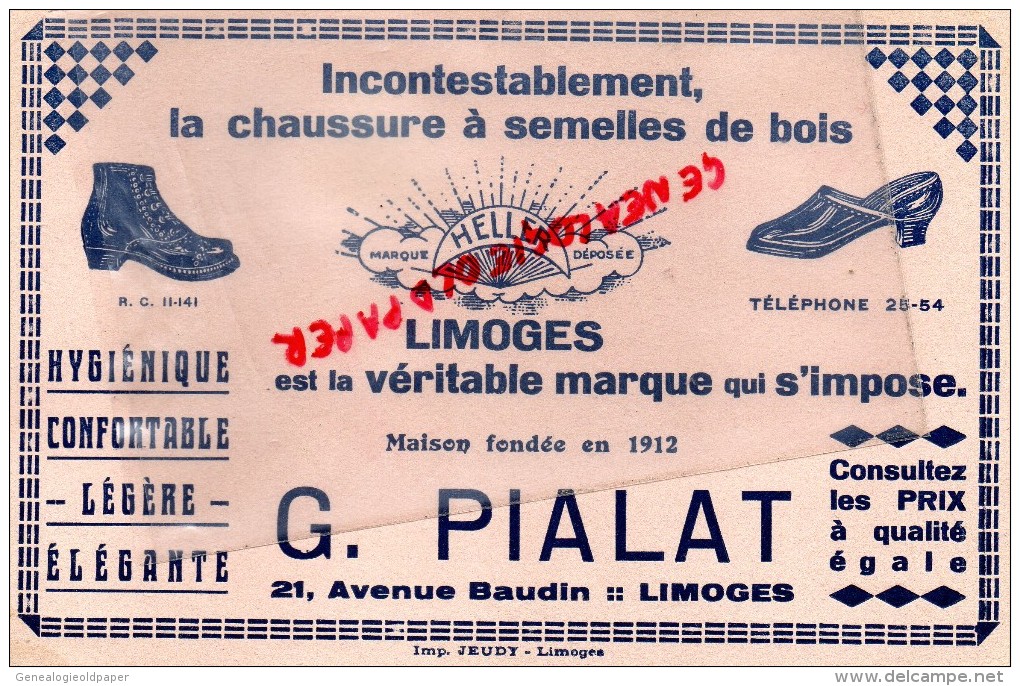 Incontestablement,
la chaussure à semelles de bois
HELLER
MARQUE DÉPOSÉE
R. C. 11-141
TÉLÉPHONE 25-54
LIMOGES
est la véritable marque qui s'impose.
HYGIÉNIQUE
CONFORTABLE
-- LÉGÈRE --
ÉLÉGANTE
Maison fondée en 1912
G. PIALAT
21, Avenue Baudin :: LIMOGES
Consultez
les PRIX
à qualité
égale
Imp. JEUDY - Limoges
GENEALOGIE OLD PAPER
Genealogieoldpaper
delcampe.net